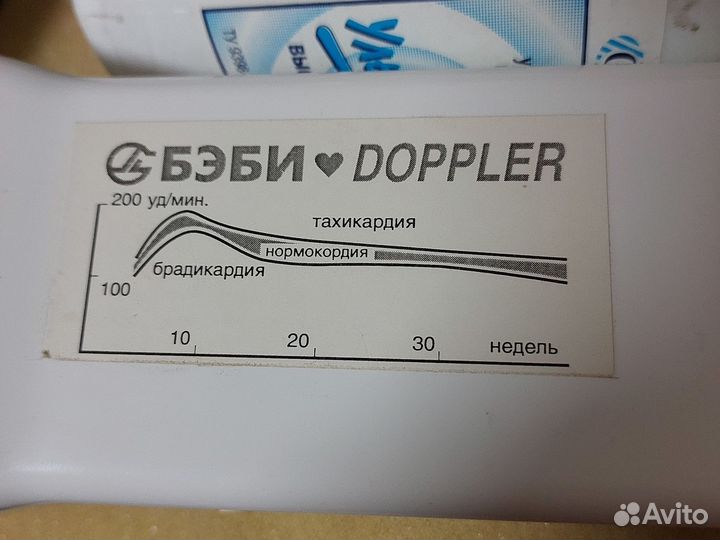 БЭБИ ♥ DOPPLER
200 уд/мин.
тахикардия
нормокордия
брадикардия
100
10 20 30 недель
Avito